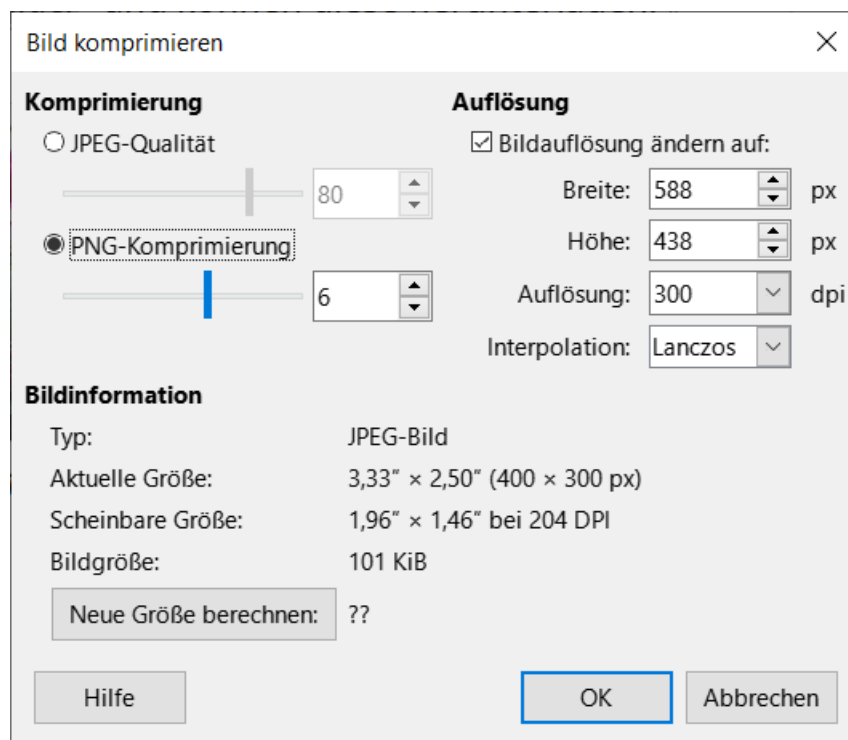 Bild komprimieren
Komprimierung
JPEG-Qualität
80
PNG-Komprimierung
6
Auflösung
Bildauflösung ändern auf:
Breite: 588 px
Höhe: 438 px
Auflösung: 300 dpi
Interpolation: Lanczos
Bildinformation
Typ: JPEG-Bild
Aktuelle Größe: 3,33″ × 2,50″ (400 × 300 px)
Scheinbare Größe: 1,96″ × 1,46″ bei 204 DPI
Bildgröße: 101 KiB
Neue Größe berechnen: ??
Hilfe OK Abbrechen